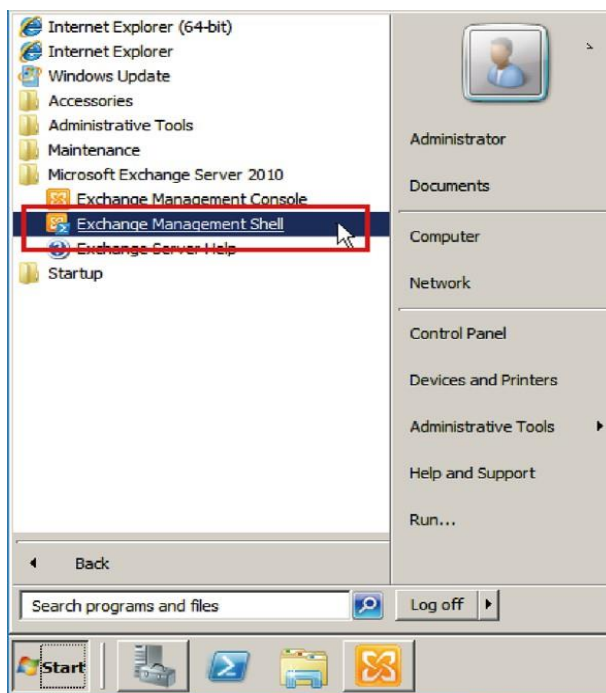 Internet Explorer (64-bit)
Internet Explorer
Windows Update
Accessories
Administrative Tools
Maintenance
Microsoft Exchange Server 2010
Exchange Management Console
Exchange Management Shell
Exchange Server Help
Startup
Back
Search programs and files
Administrator
Documents
Computer
Network
Control Panel
Devices and Printers
Administrative Tools
Help and Support
Run...
Log off
Start